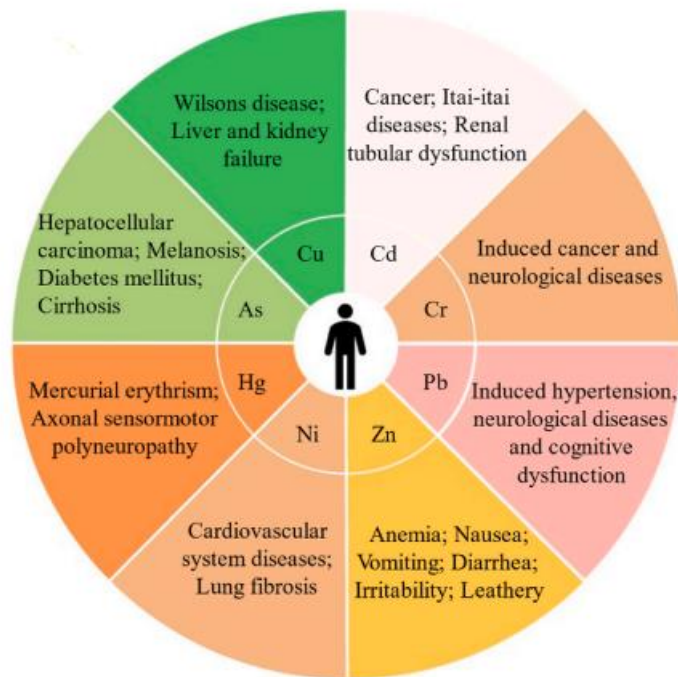 Wilsons disease;
Liver and kidney
failure
Cu
Cancer; Itai-itai
diseases; Renal
tubular dysfunction
Cd
Induced cancer and
neurological diseases
Cr
Induced hypertension,
neurological diseases
and cognitive
dysfunction
Pb
Anemia; Nausea;
Vomiting; Diarrhea;
Irritability; Leathery
Zn
Cardiovascular
system diseases;
Lung fibrosis
Ni
Mercurial erythrism;
Axonal sensormotor
polyneuropathy
Hg
Hepatocellular
carcinoma; Melanosis;
Diabetes mellitus;
Cirrhosis
As